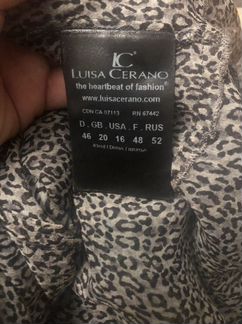 LC
LUISA CERANO
the heartbeat of fashion®
www.luisacerano.com
CDN CA 37113 RN 67442
D . GB . USA . F . RUS
46 20 16 48 52